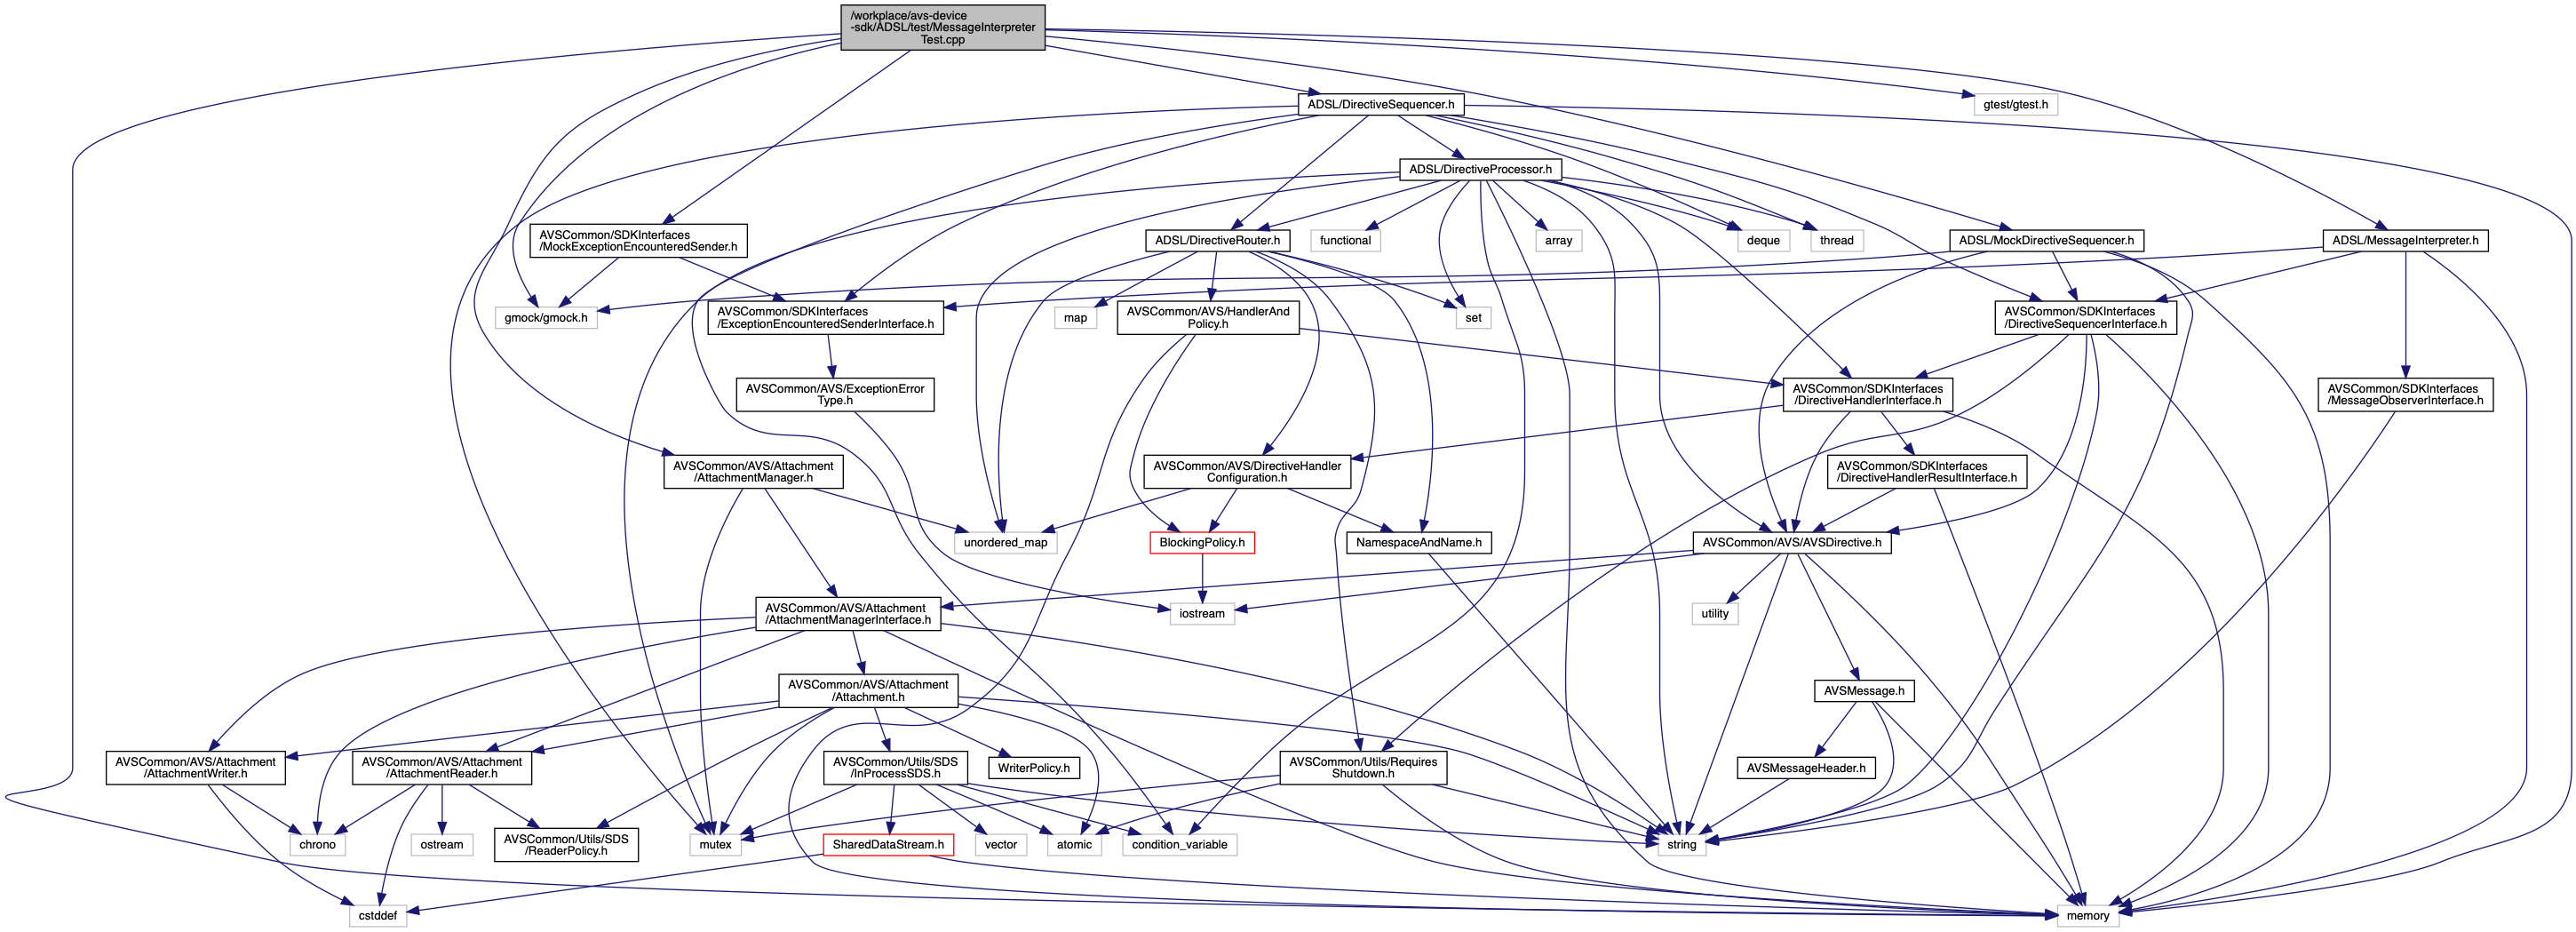 /workplace/avs-device
-sdk/ADSL/test/MessageInterpreter
Test.cpp
ADSL/DirectiveSequencer.h
gtest/gtest.h
ADSL/DirectiveProcessor.h
AVSCommon/SDKInterfaces
/MockExceptionEncounteredSender.h
ADSL/DirectiveRouter.h
functional
array
deque
thread
ADSL/MockDirectiveSequencer.h
ADSL/MessageInterpreter.h
gmock/gmock.h
AVSCommon/SDKInterfaces
/ExceptionEncounteredSenderInterface.h
map
AVSCommon/AVS/HandlerAnd
Policy.h
set
AVSCommon/SDKInterfaces
/DirectiveSequencerInterface.h
AVSCommon/AVS/ExceptionError
Type.h
AVSCommon/SDKInterfaces
/DirectiveHandlerInterface.h
AVSCommon/SDKInterfaces
/MessageObserverInterface.h
AVSCommon/AVS/Attachment
/AttachmentManager.h
AVSCommon/AVS/DirectiveHandler
Configuration.h
AVSCommon/SDKInterfaces
/DirectiveHandlerResultInterface.h
unordered_map
BlockingPolicy.h
NamespaceAndName.h
AVSCommon/AVS/AVSDirective.h
AVSCommon/AVS/Attachment
/AttachmentManagerInterface.h
iostream
utility
AVSCommon/AVS/Attachment
/Attachment.h
AVSMessage.h
AVSCommon/AVS/Attachment
/AttachmentWriter.h
AVSCommon/AVS/Attachment
/AttachmentReader.h
AVSCommon/Utils/SDS
/InProcessSDS.h
WriterPolicy.h
AVSCommon/Utils/Requires
Shutdown.h
AVSMessageHeader.h
chrono
ostream
AVSCommon/Utils/SDS
/ReaderPolicy.h
mutex
SharedDataStream.h
vector
atomic
condition_variable
string
cstddef
memory